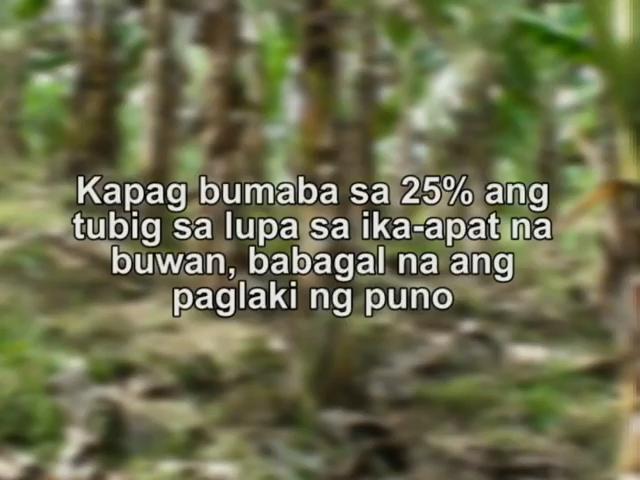 Kapag bumaba sa 25% ang
tubig sa lupa sa ika-apat na
buwan, babagal na ang
paglaki ng puno